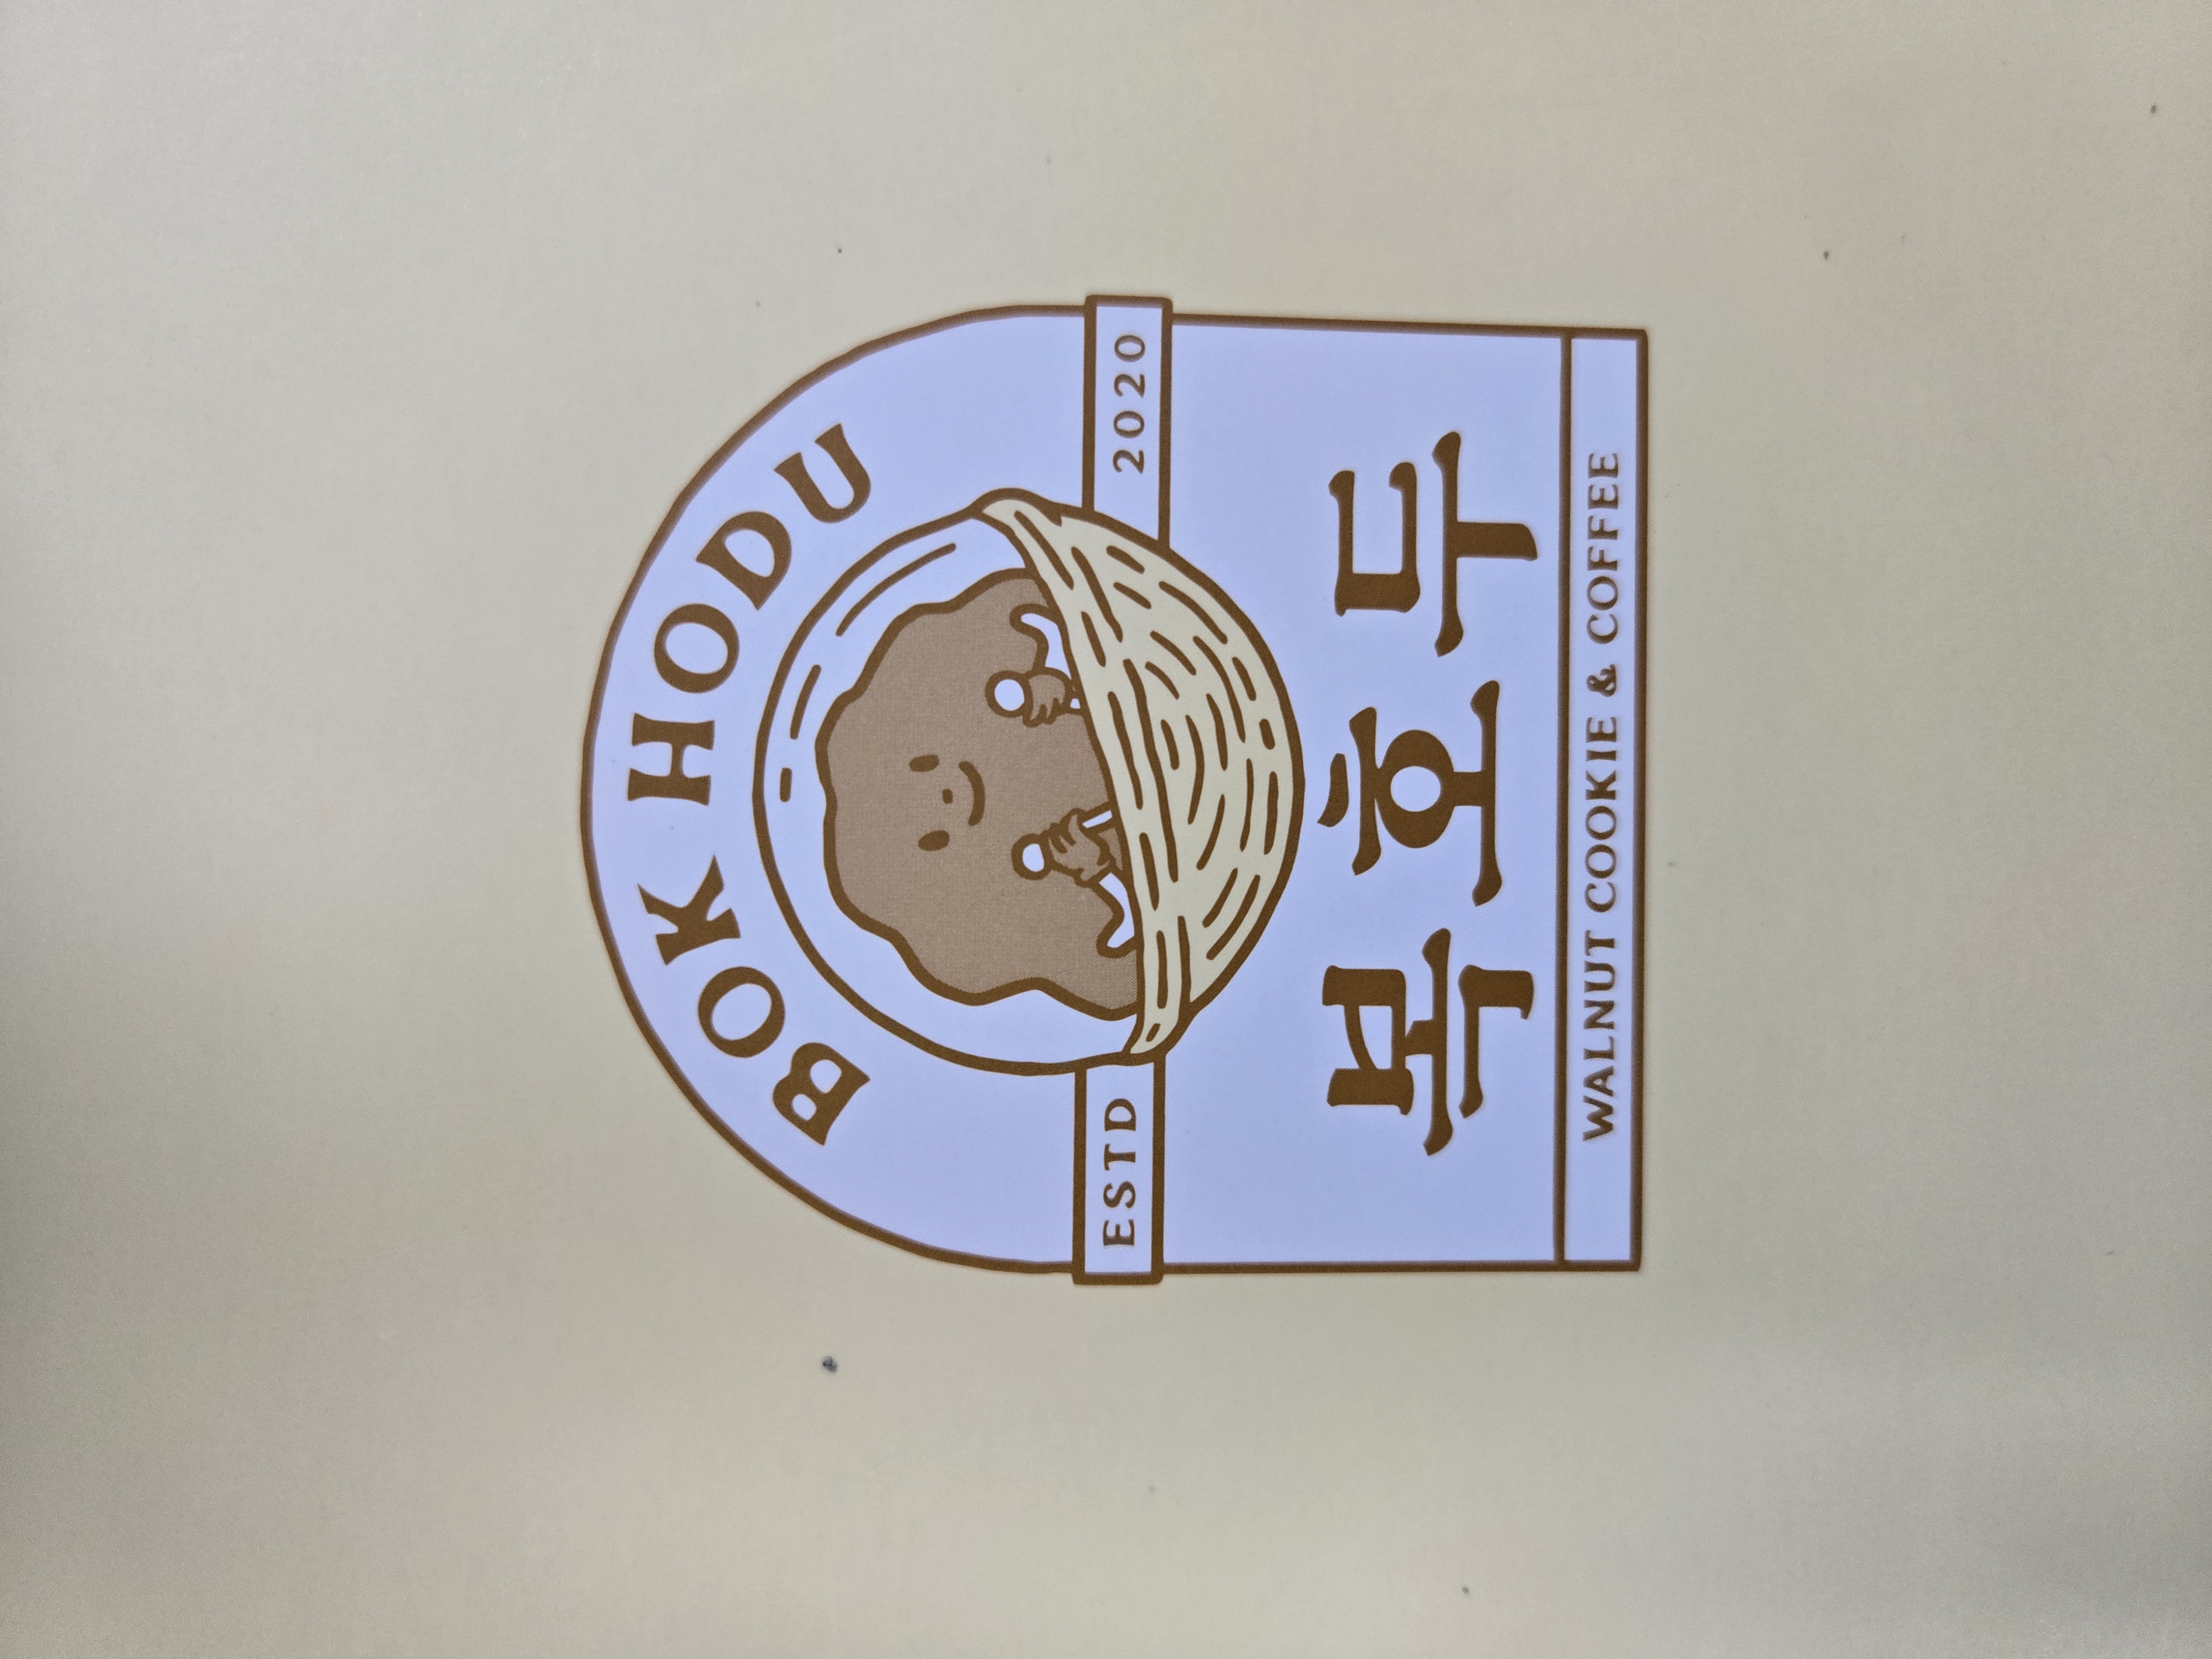 BOK HODU
ESTD 2020
복호두
WALNUT COOKIE & COFFEE